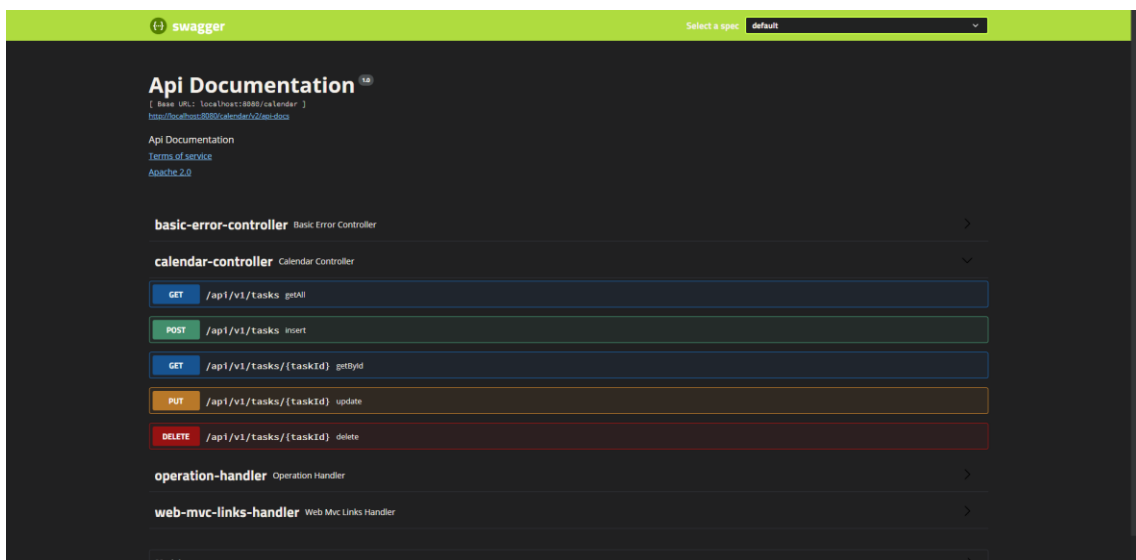 swagger
Select a spec default
Api Documentation 1.0
[ Base URL: localhost:8080/calendar ]
http://localhost:8080/calendar/v2/api-docs
Api Documentation
Terms of service
Apache 2.0
basic-error-controller Basic Error Controller
calendar-controller Calendar Controller
GET /api/v1/tasks getAll
POST /api/v1/tasks insert
GET /api/v1/tasks/{taskId} getById
PUT /api/v1/tasks/{taskId} update
DELETE /api/v1/tasks/{taskId} delete
operation-handler Operation Handler
web-mvc-links-handler Web Mvc Links Handler